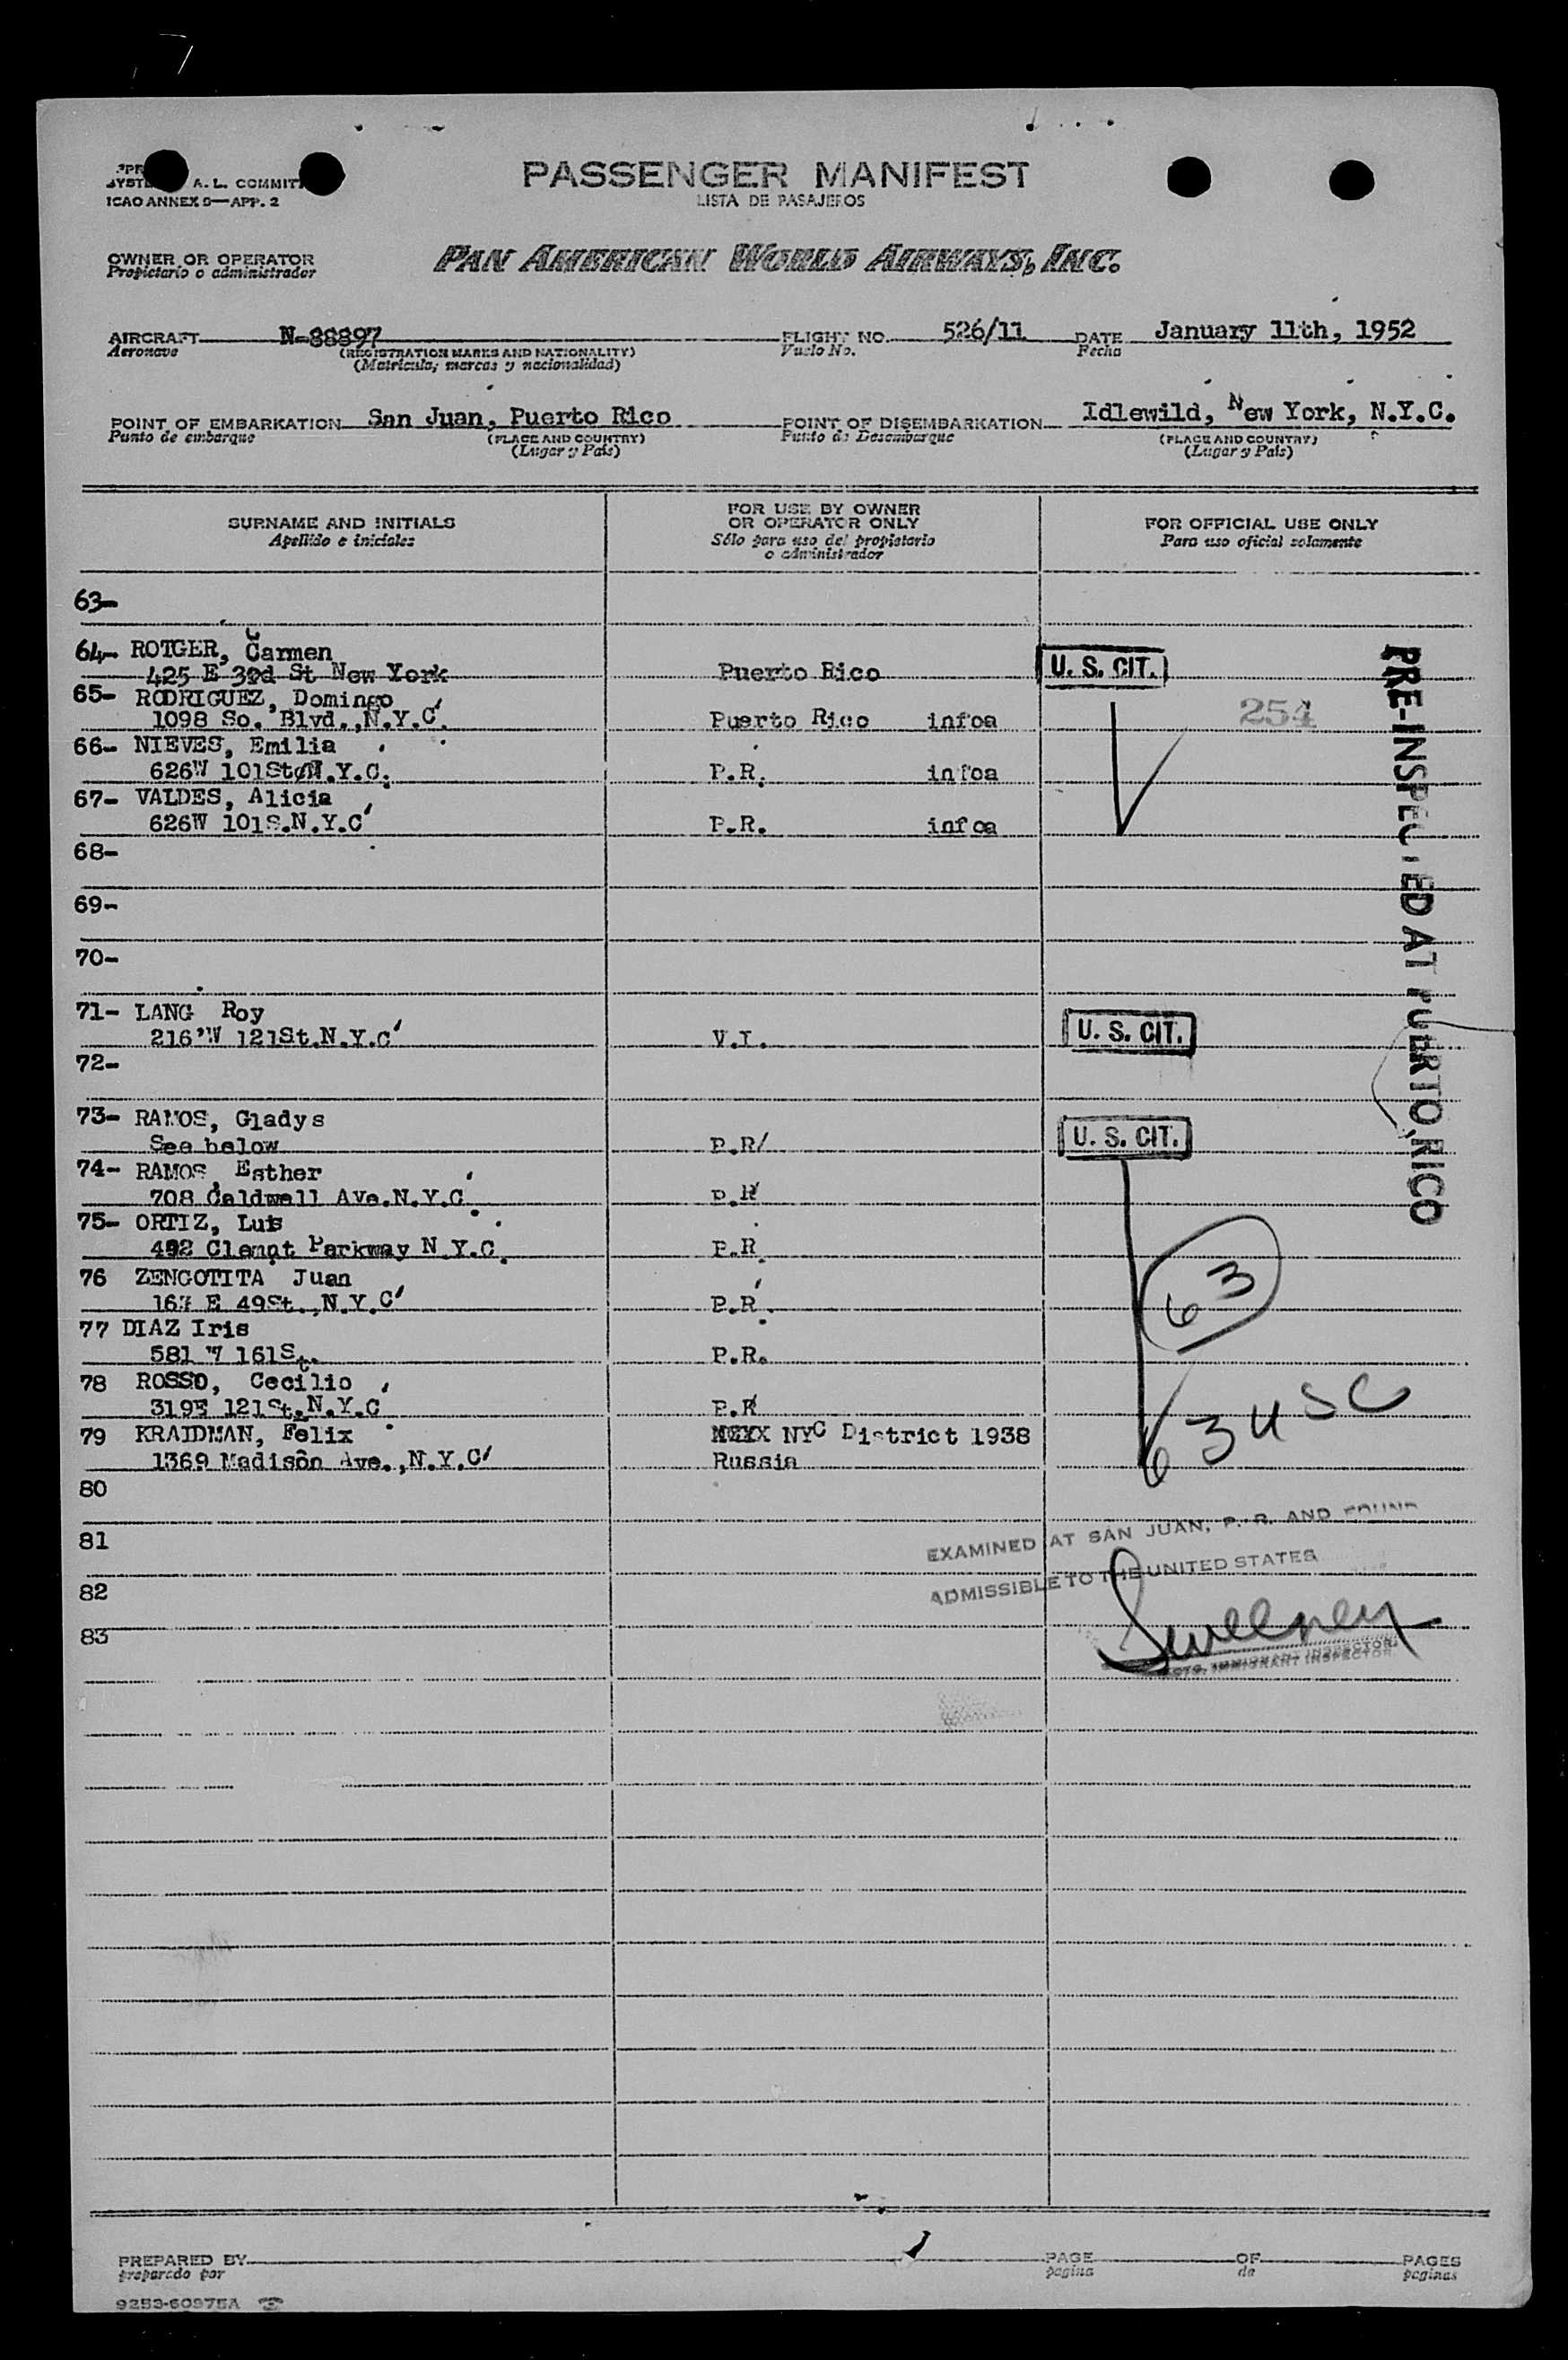 A. L. COMMIT
ICAO ANNEX 9—APP. 2
PASSENGER MANIFEST
LISTA DE PASAJEROS
OWNER OR OPERATOR
Propietario o administrador
PAN AMERICAN WORLD AIRWAYS, INC.
AIRCRAFT N-88897 FLIGHT NO. 526/11 DATE January 11th, 1952
Aeronave (REGISTRATION MARKS AND NATIONALITY) Vuelo No. Fecha
(Matricula, marcas y nacionalidad)
POINT OF EMBARKATION San Juan, Puerto Rico POINT OF DISEMBARKATION Idlewild, New York, N.Y.C.
Punto de embarque (PLACE AND COUNTRY) Punto de Desembarque (PLACE AND COUNTRY)
(Lugar y País) (Lugar y País)
SURNAME AND INITIALS FOR USE BY OWNER OR OPERATOR ONLY FOR OFFICIAL USE ONLY
Apellido e iniciales Sólo para uso del propietario o administrador Para uso oficial solamente
63-
64- ROTGER, Carmen
425 E St New York Puerto Rico U. S. CIT.
65- RODRIGUEZ, Domingo
1098 So. Blvd., N.Y.C. Puerto Rico infoa 254
66- NIEVES, Emilia
626W 101St N.Y.C. P.R. infoa
67- VALDES, Alicia
626W 101S.N.Y.C P.R. infoa
68-
69-
70-
71- LANG Roy
216 W 121St.N.Y.C V.I. U. S. CIT.
72-
73- RAMOS, Gladys
See below P.R/ U. S. CIT.
74- RAMOS, Esther
708 Caldwell Ave.N.Y.C P.R
75- ORTIZ, Luis
Clemnt Parkway N.Y.C. P.R.
76 ZENGOTITA Juan
E 49St.,N.Y.C P.R.
77 DIAZ Iris
581 W 161St. P.R.
78 ROSSO, Cecilio
319E 121St.N.Y.C P.R
79 KRAIDMAN, Felix NYC District 1938
1369 Madison Ave.,N.Y.C Russia
63
63 USC
80
81
82
83
PRE-INSPECTED AT PUERTO RICO
EXAMINED AT SAN JUAN, P. R. AND FOUND
ADMISSIBLE TO THE UNITED STATES
Sweeney
IMMIGRANT INSPECTOR
PREPARED BY PAGE OF PAGES
preparado por pagina de paginas
9253-60975A